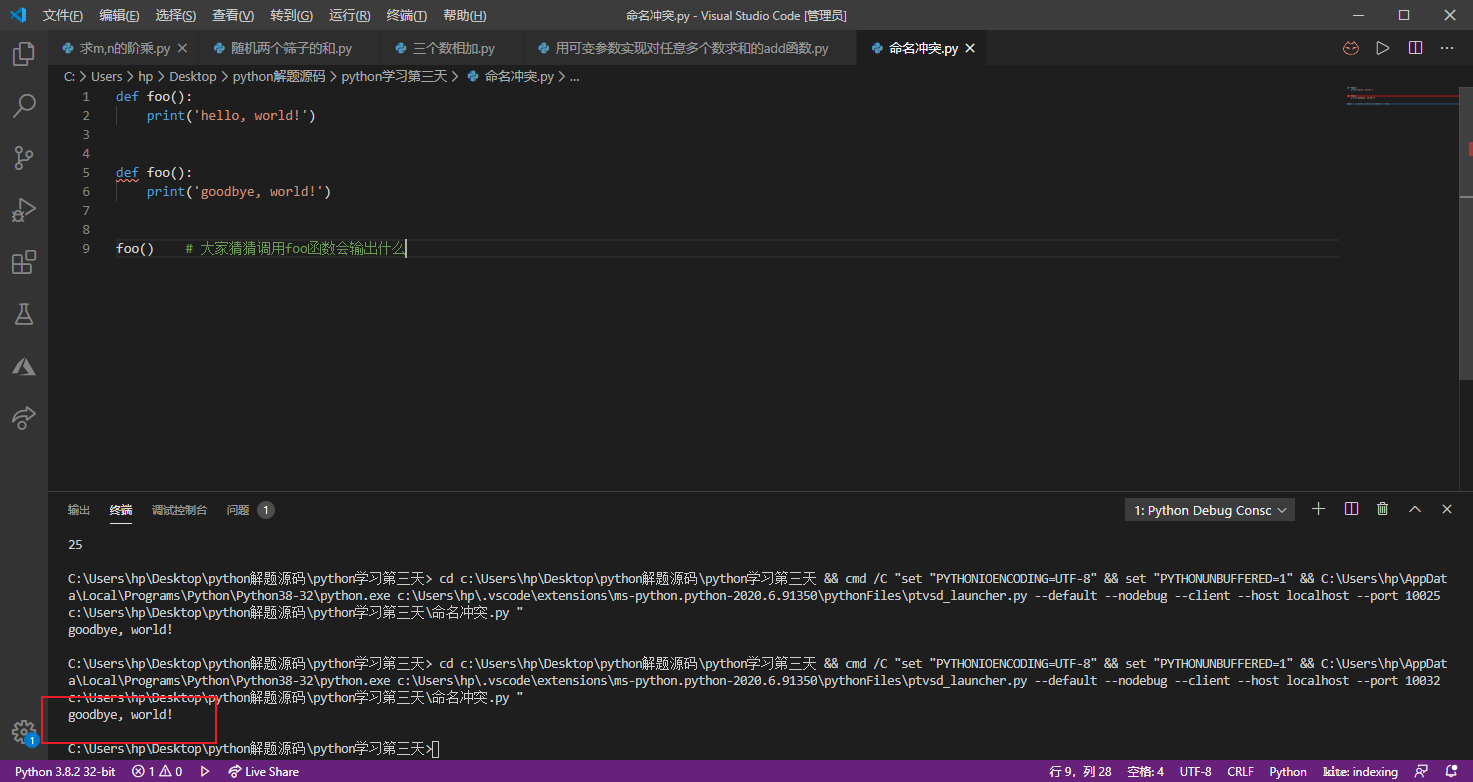 文件(F) 编辑(E) 选择(S) 查看(V) 转到(G) 运行(R) 终端(T) 帮助(H) 命名冲突.py - Visual Studio Code [管理员]
求m,n的阶乘.py 随机两个筛子的和.py 三个数相加.py 用可变参数实现对任意多个数求和的add函数.py 命名冲突.py
C: > Users > hp > Desktop > python解题源码 > python学习第三天 > 命名冲突.py > ...
1 def foo():
2 print('hello, world!')
3
4
5 def foo():
6 print('goodbye, world!')
7
8
9 foo() # 大家猜猜调用foo函数会输出什么
输出 终端 调试控制台 问题 1 1: Python Debug Consc
25
C:\Users\hp\Desktop\python解题源码\python学习第三天> cd c:\Users\hp\Desktop\python解题源码\python学习第三天 && cmd /C "set "PYTHONIOENCODING=UTF-8" && set "PYTHONUNBUFFERED=1" && C:\Users\hp\AppDat
a\Local\Programs\Python\Python38-32\python.exe c:\Users\hp\.vscode\extensions\ms-python.python-2020.6.91350\pythonFiles\ptvsd_launcher.py --default --nodebug --client --host localhost --port 10025
c:\Users\hp\Desktop\python解题源码\python学习第三天\命名冲突.py "
goodbye, world!
C:\Users\hp\Desktop\python解题源码\python学习第三天> cd c:\Users\hp\Desktop\python解题源码\python学习第三天 && cmd /C "set "PYTHONIOENCODING=UTF-8" && set "PYTHONUNBUFFERED=1" && C:\Users\hp\AppDat
a\Local\Programs\Python\Python38-32\python.exe c:\Users\hp\.vscode\extensions\ms-python.python-2020.6.91350\pythonFiles\ptvsd_launcher.py --default --nodebug --client --host localhost --port 10032
c:\Users\hp\Desktop\python解题源码\python学习第三天\命名冲突.py "
goodbye, world!
1
C:\Users\hp\Desktop\python解题源码\python学习第三天>
Python 3.8.2 32-bit 1 0 Live Share 行 9，列 28 空格: 4 UTF-8 CRLF Python kite: indexing